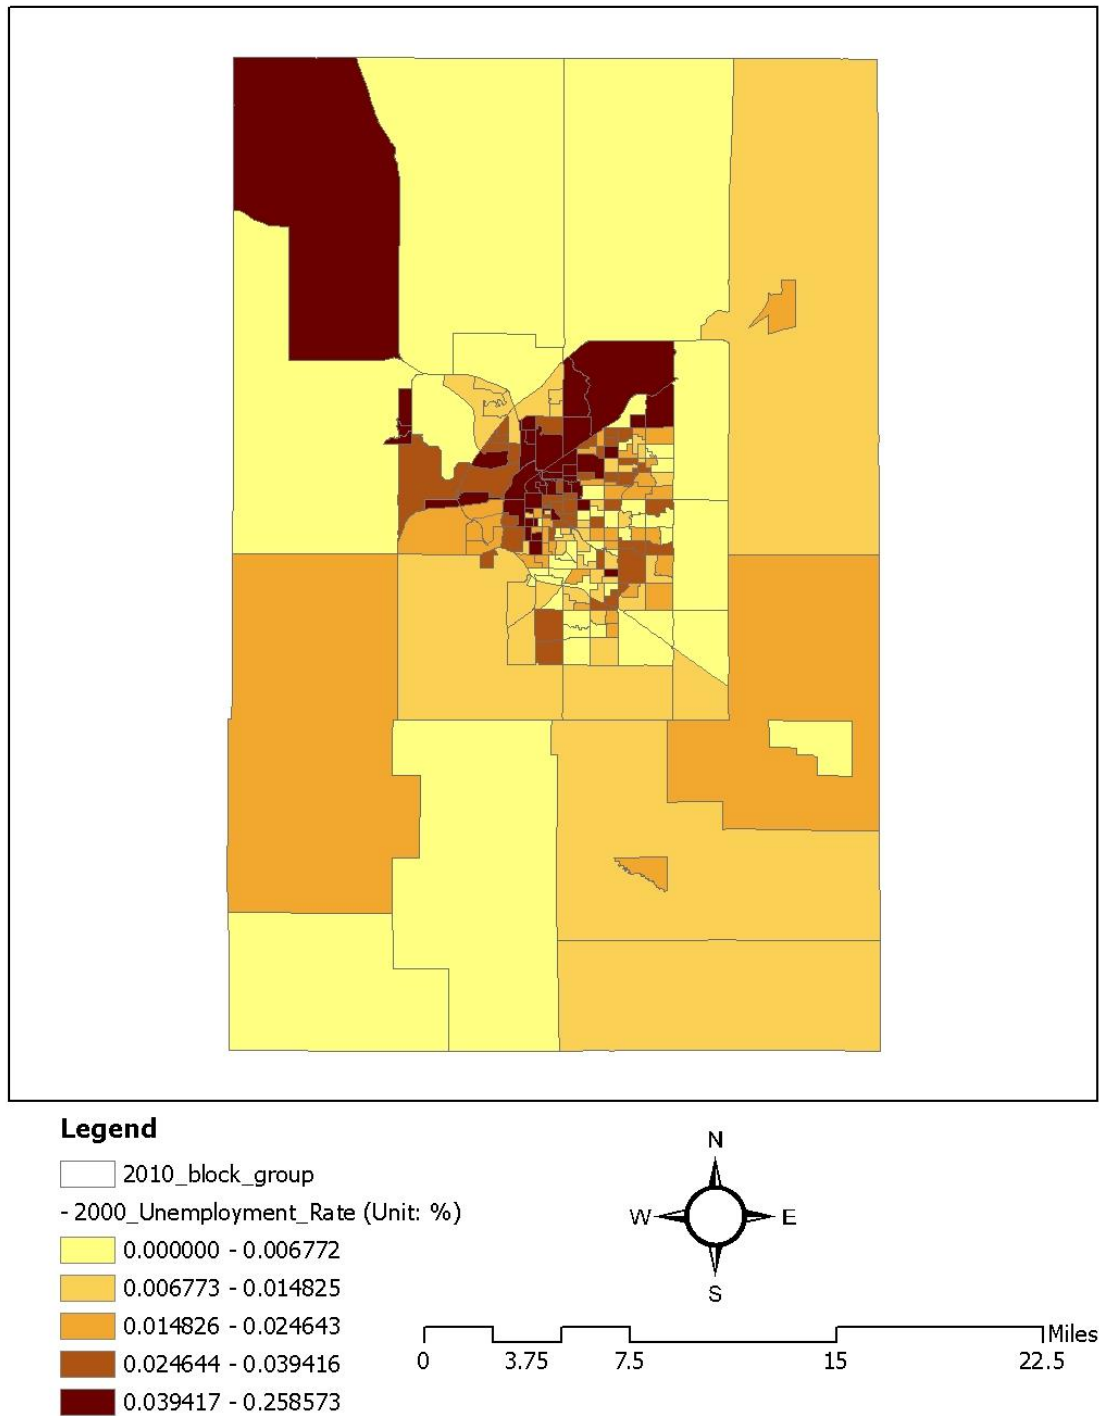 Legend
2010_block_group
- 2000_Unemployment_Rate (Unit: %)
0.000000 - 0.006772
0.006773 - 0.014825
0.014826 - 0.024643
0.024644 - 0.039416
0.039417 - 0.258573
N
W E
S
Miles
0 3.75 7.5 15 22.5